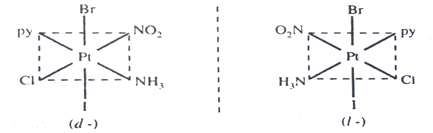 Br Br
py NO₂ O₂N py
Pt Pt
Cl NH₃ H₃N Cl
I I
(d -) (l -)